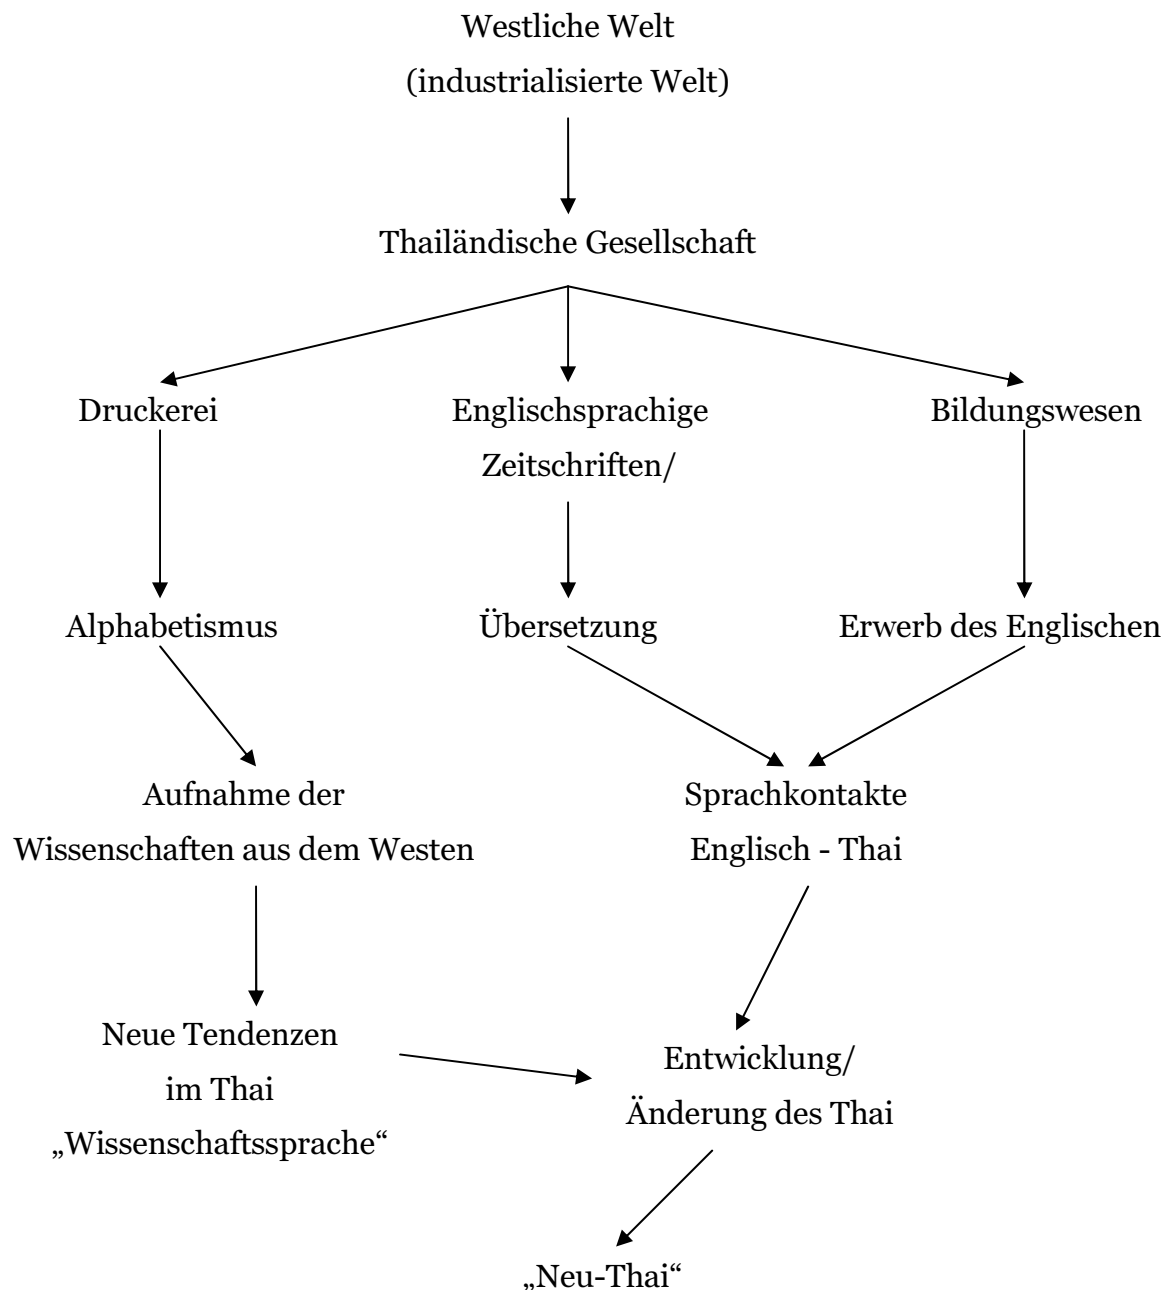 Westliche Welt
(industrialisierte Welt)
Thailändische Gesellschaft
Druckerei
Englischsprachige
Zeitschriften/
Bildungswesen
Alphabetismus
Übersetzung
Erwerb des Englischen
Aufnahme der
Wissenschaften aus dem Westen
Sprachkontakte
Englisch - Thai
Neue Tendenzen
im Thai
„Wissenschaftssprache“
Entwicklung/
Änderung des Thai
„Neu-Thai“